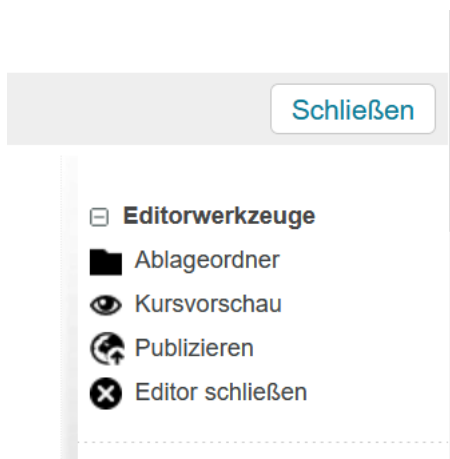 Schließen
Editorwerkzeuge
Ablageordner
Kursvorschau
Publizieren
Editor schließen